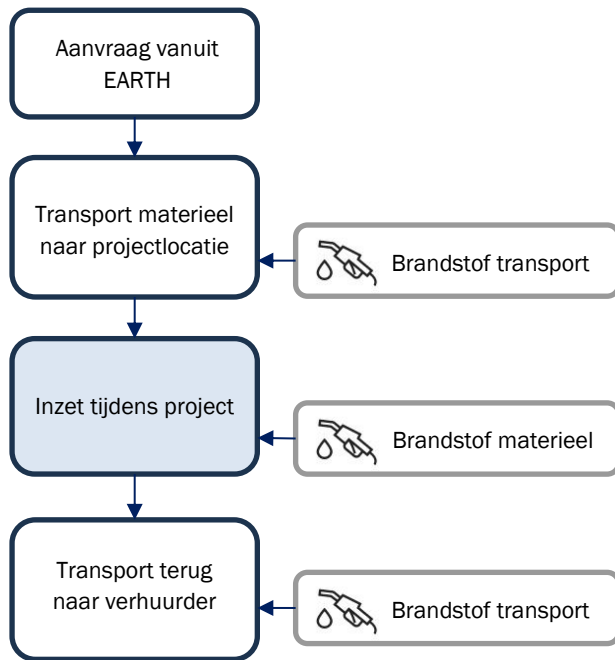 Aanvraag vanuit
EARTH
Transport materieel
naar projectlocatie
Brandstof transport
Inzet tijdens project
Brandstof materieel
Transport terug
naar verhuurder
Brandstof transport